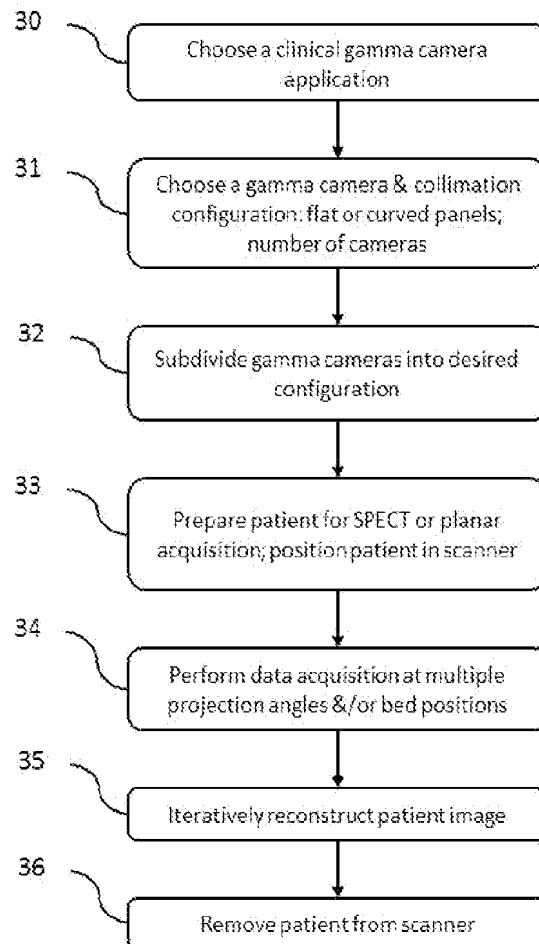 30
Choose a clinical gamma camera
application
31
Choose a gamma camera & collimation
configuration: flat or curved panels;
number of cameras
32
Subdivide gamma cameras into desired
configuration
33
Prepare patient for SPECT or planar
acquisition; position patient in scanner
34
Perform data acquisition at multiple
projection angles &/or bed positions
35
Iteratively reconstruct patient image
36
Remove patient from scanner